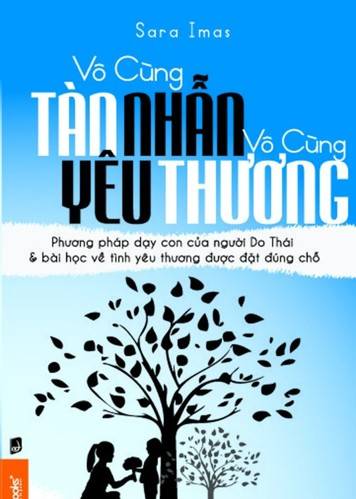 Sara Imas
Vô Cùng
TÀN NHẪN
Vô Cùng
YÊU THƯƠNG
Phương pháp dạy con của người Do Thái
& bài học về tình yêu thương được đặt đúng chỗ
ooks